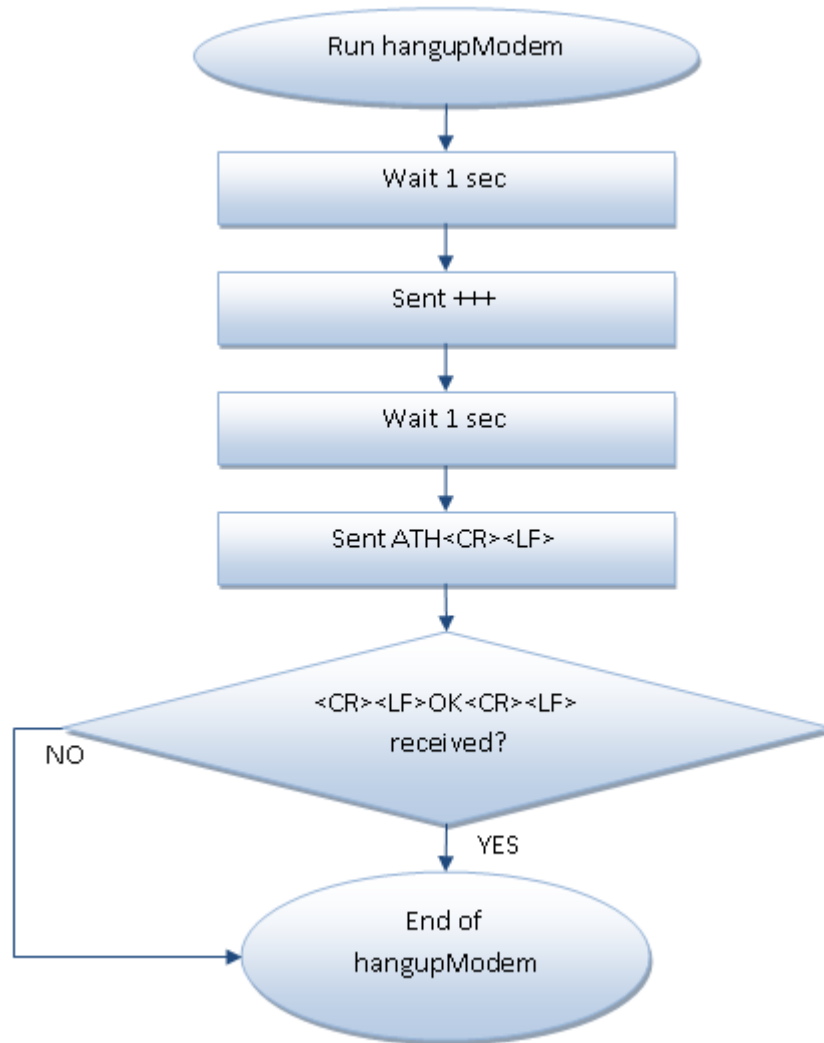 Run hangupModem
Wait 1 sec
Sent +++
Wait 1 sec
Sent ATH<CR><LF>
<CR><LF>OK<CR><LF>
received?
NO
YES
End of
hangupModem